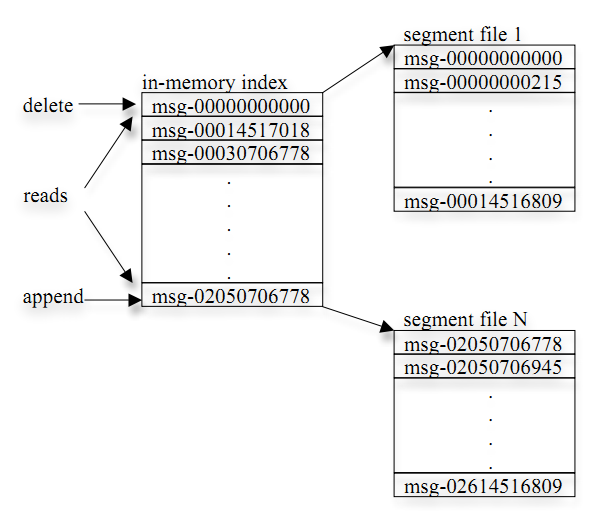 delete
reads
append
in-memory index
msg-00000000000
msg-00014517018
msg-00030706778
.
.
.
.
.
msg-02050706778
segment file 1
msg-00000000000
msg-00000000215
.
.
.
.
msg-00014516809
segment file N
msg-02050706778
msg-02050706945
.
.
.
.
msg-02614516809